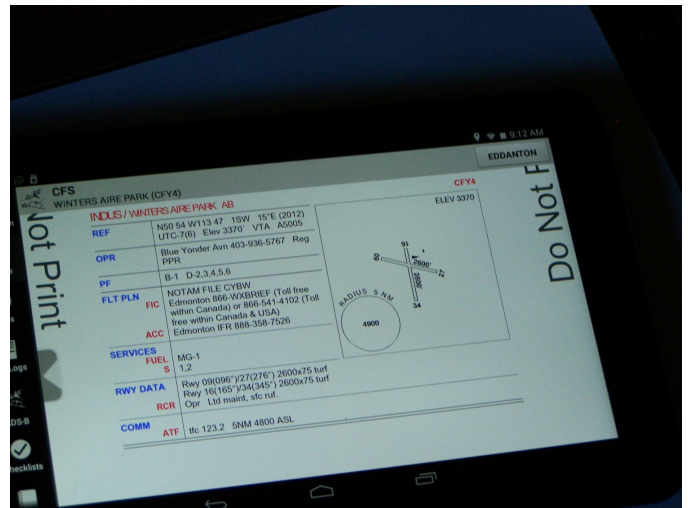 9:12 AM
CFS
WINTERS AIRE PARK (CFY4)
EDDANTON
Not Print
Do Not
INDUS / WINTERS AIRE PARK AB
CFY4
REF
N50 54 W113 47 1SW 15°E (2012)
UTC-7(6) Elev 3370' VTA A5005
ELEV 3370
OPR
Blue Yonder Avn 403-936-5767 Reg
PPR
PF
B-1 D-2,3,4,5,6
FLT PLN
NOTAM FILE CYBW
FIC
Edmonton 866-WXBRIEF (Toll free
within Canada) or 866-541-4102 (Toll
free within Canada & USA)
ACC
Edmonton IFR 888-358-7526
SERVICES
FUEL
MG-1
S
1,2
RWY DATA
Rwy 09(096°)/27(276°) 2600x75 turf
Rwy 16(165°)/34(345°) 2600x75 turf
RCR
Opr Ltd maint, sfc ruf.
COMM
ATF
tfc 123.2 5NM 4800 ASL
2600'
2600'
27
34
RADIUS 5 NM
4900
Logs
DS-B
hecklists